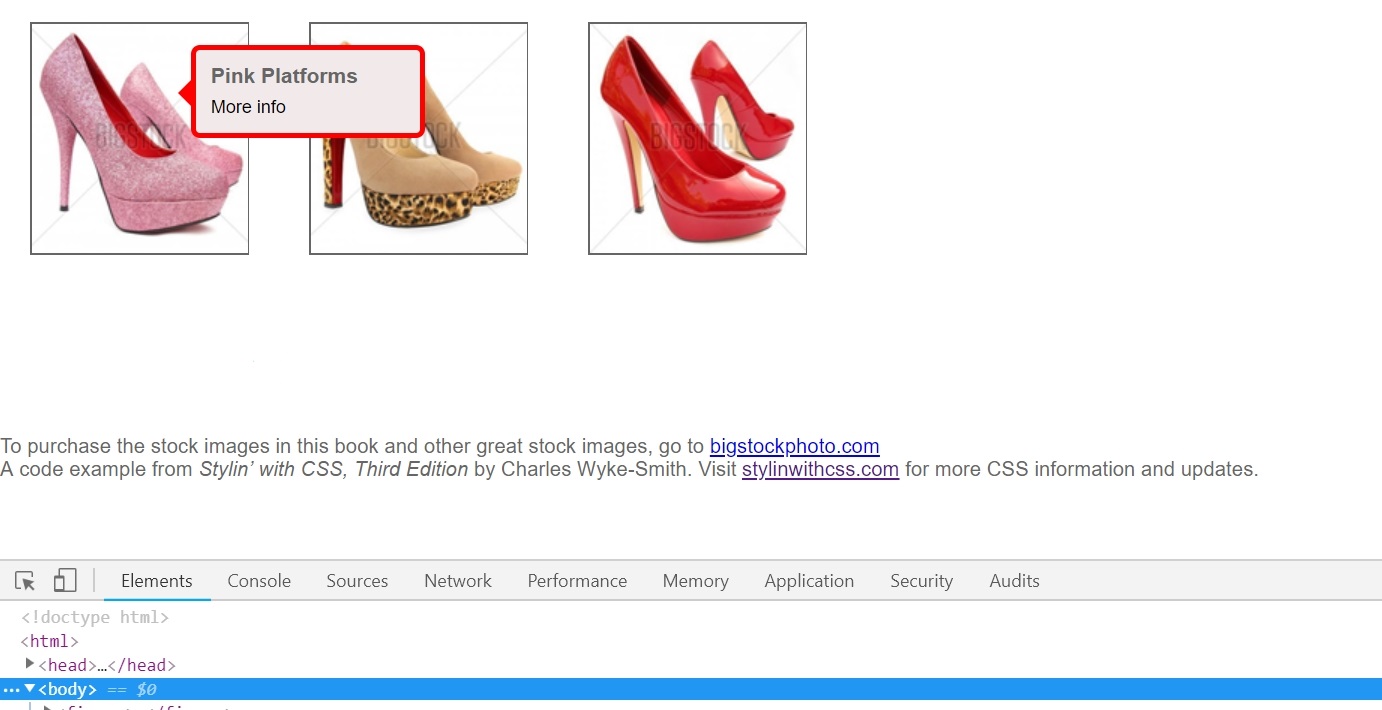 Pink Platforms
More info
BIGSTOCK
BIGSTOCK
BIGSTOCK
To purchase the stock images in this book and other great stock images, go to bigstockphoto.com
A code example from Stylin’ with CSS, Third Edition by Charles Wyke-Smith. Visit stylinwithcss.com for more CSS information and updates.
Elements Console Sources Network Performance Memory Application Security Audits
<!doctype html>
<html>
<head>…</head>
<body> == $0